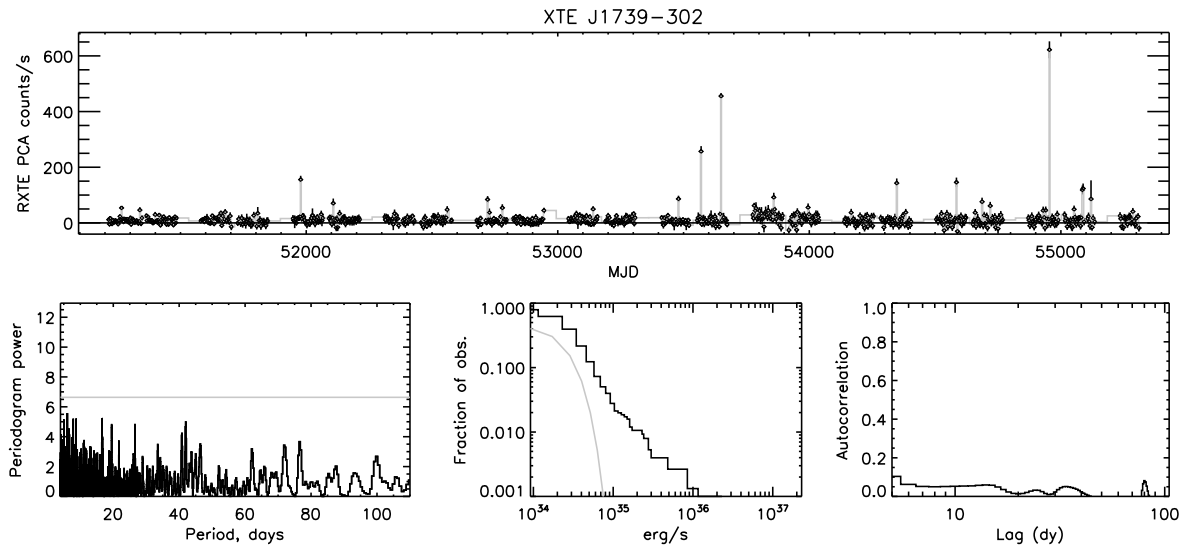 XTE J1739−302
RXTE PCA counts/s
600
400
200
0
52000 53000 54000 55000
MJD
Periodogram power
12
10
8
6
4
2
0
20 40 60 80 100
Period, days
Fraction of obs.
1.000
0.100
0.010
0.001
10^34 10^35 10^36 10^37
erg/s
Autocorrelation
1.0
0.8
0.6
0.4
0.2
0.0
10 100
Lag (dy)